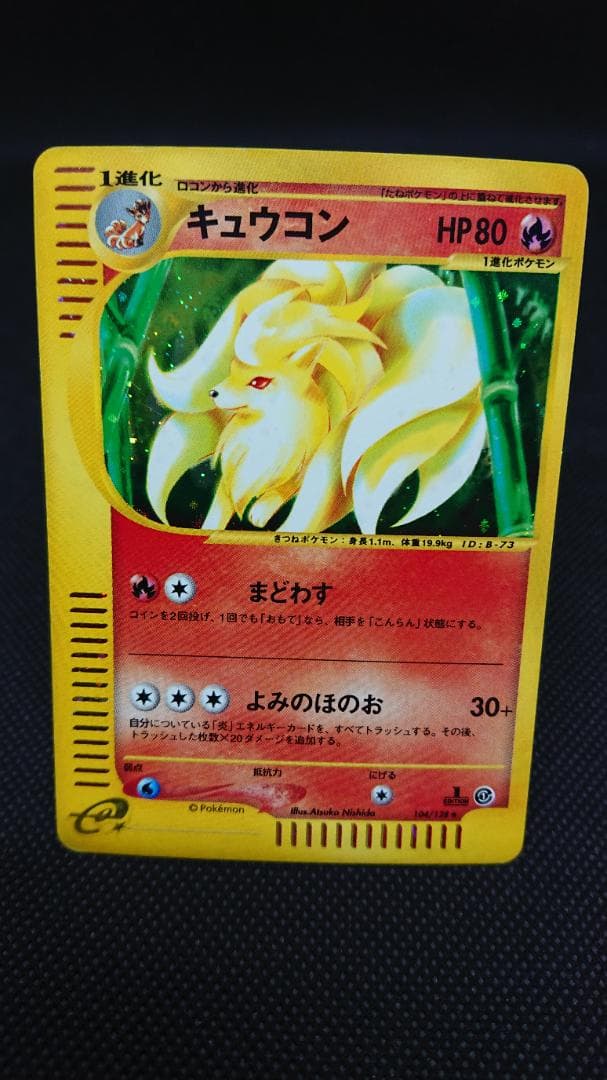 1進化
ロコンから進化
「たねポケモン」の上に重ねて進化させます。
キュウコン
HP80
1進化ポケモン
きつねポケモン：身長1.1m、体重19.9kg ID:B-73
まどわす
コインを2回投げ、1回でも「おもて」なら、相手を「こんらん」状態にする。
よみのほのお 30+
自分についている「炎」エネルギーカードを、すべてトラッシュする。その後、
トラッシュした枚数×20ダメージを追加する。
弱点 抵抗力 にげる
1
EDITION
e
© Pokémon
illus.Atsuko Nishida
104/128★